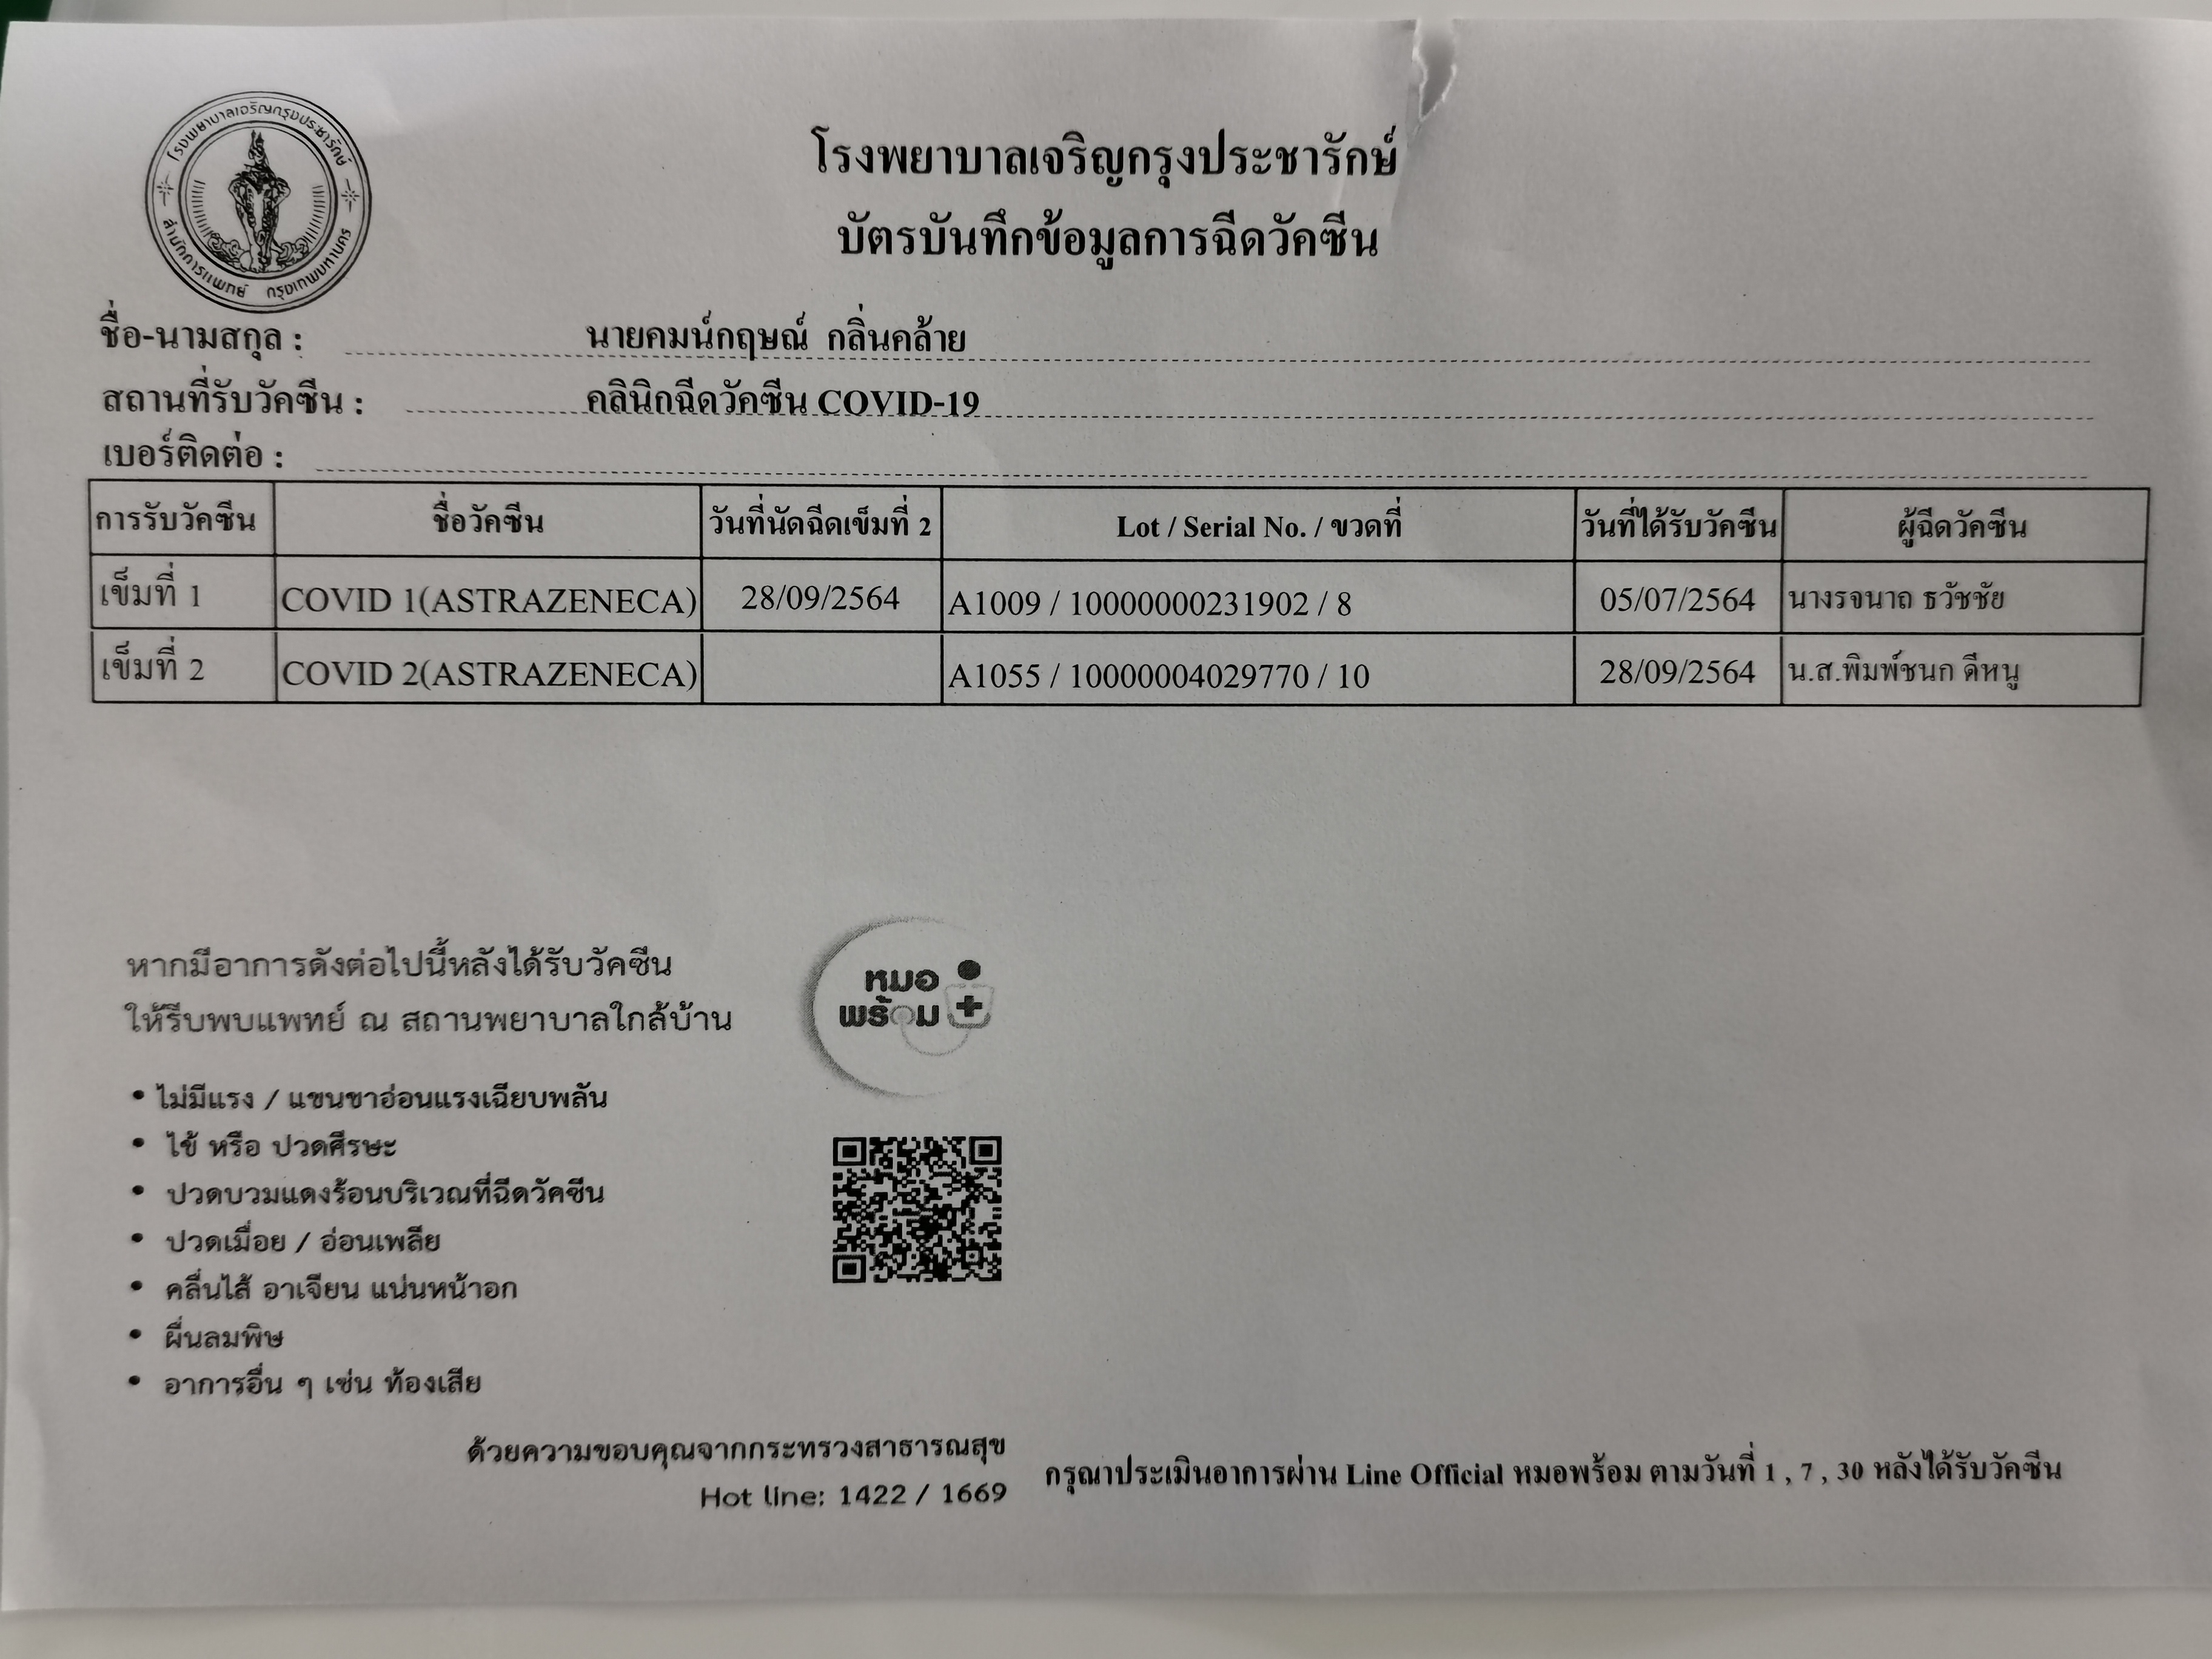 โรงพยาบาลเจริญกรุงประชารักษ์
สำนักการแพทย์ กรุงเทพมหานคร
โรงพยาบาลเจริญกรุงประชารักษ์
บัตรบันทึกข้อมูลการฉีดวัคซีน
ชื่อ-นามสกุล : นายคมน์กฤษณ์ กลิ่นคล้าย
สถานที่รับวัคซีน : คลินิกฉีดวัคซีน COVID-19
เบอร์ติดต่อ :
การรับวัคซีน ชื่อวัคซีน วันที่นัดฉีดเข็มที่ 2 Lot / Serial No. / ขวดที่ วันที่ได้รับวัคซีน ผู้ฉีดวัคซีน
เข็มที่ 1 COVID 1(ASTRAZENECA) 28/09/2564 A1009 / 10000000231902 / 8 05/07/2564 นางรจนาถ ธวัชชัย
เข็มที่ 2 COVID 2(ASTRAZENECA) A1055 / 10000004029770 / 10 28/09/2564 น.ส.พิมพ์ชนก ดีหนู
หากมีอาการดังต่อไปนี้หลังได้รับวัคซีน
ให้รีบพบแพทย์ ณ สถานพยาบาลใกล้บ้าน
หมอ
พร้อม
• ไม่มีแรง / แขนขาอ่อนแรงเฉียบพลัน
• ไข้ หรือ ปวดศีรษะ
• ปวดบวมแดงร้อนบริเวณที่ฉีดวัคซีน
• ปวดเมื่อย / อ่อนเพลีย
• คลื่นไส้ อาเจียน แน่นหน้าอก
• ผื่นลมพิษ
• อาการอื่น ๆ เช่น ท้องเสีย
ด้วยความขอบคุณจากกระทรวงสาธารณสุข
Hot line: 1422 / 1669
กรุณาประเมินอาการผ่าน Line Official หมอพร้อม ตามวันที่ 1 , 7 , 30 หลังได้รับวัคซีน